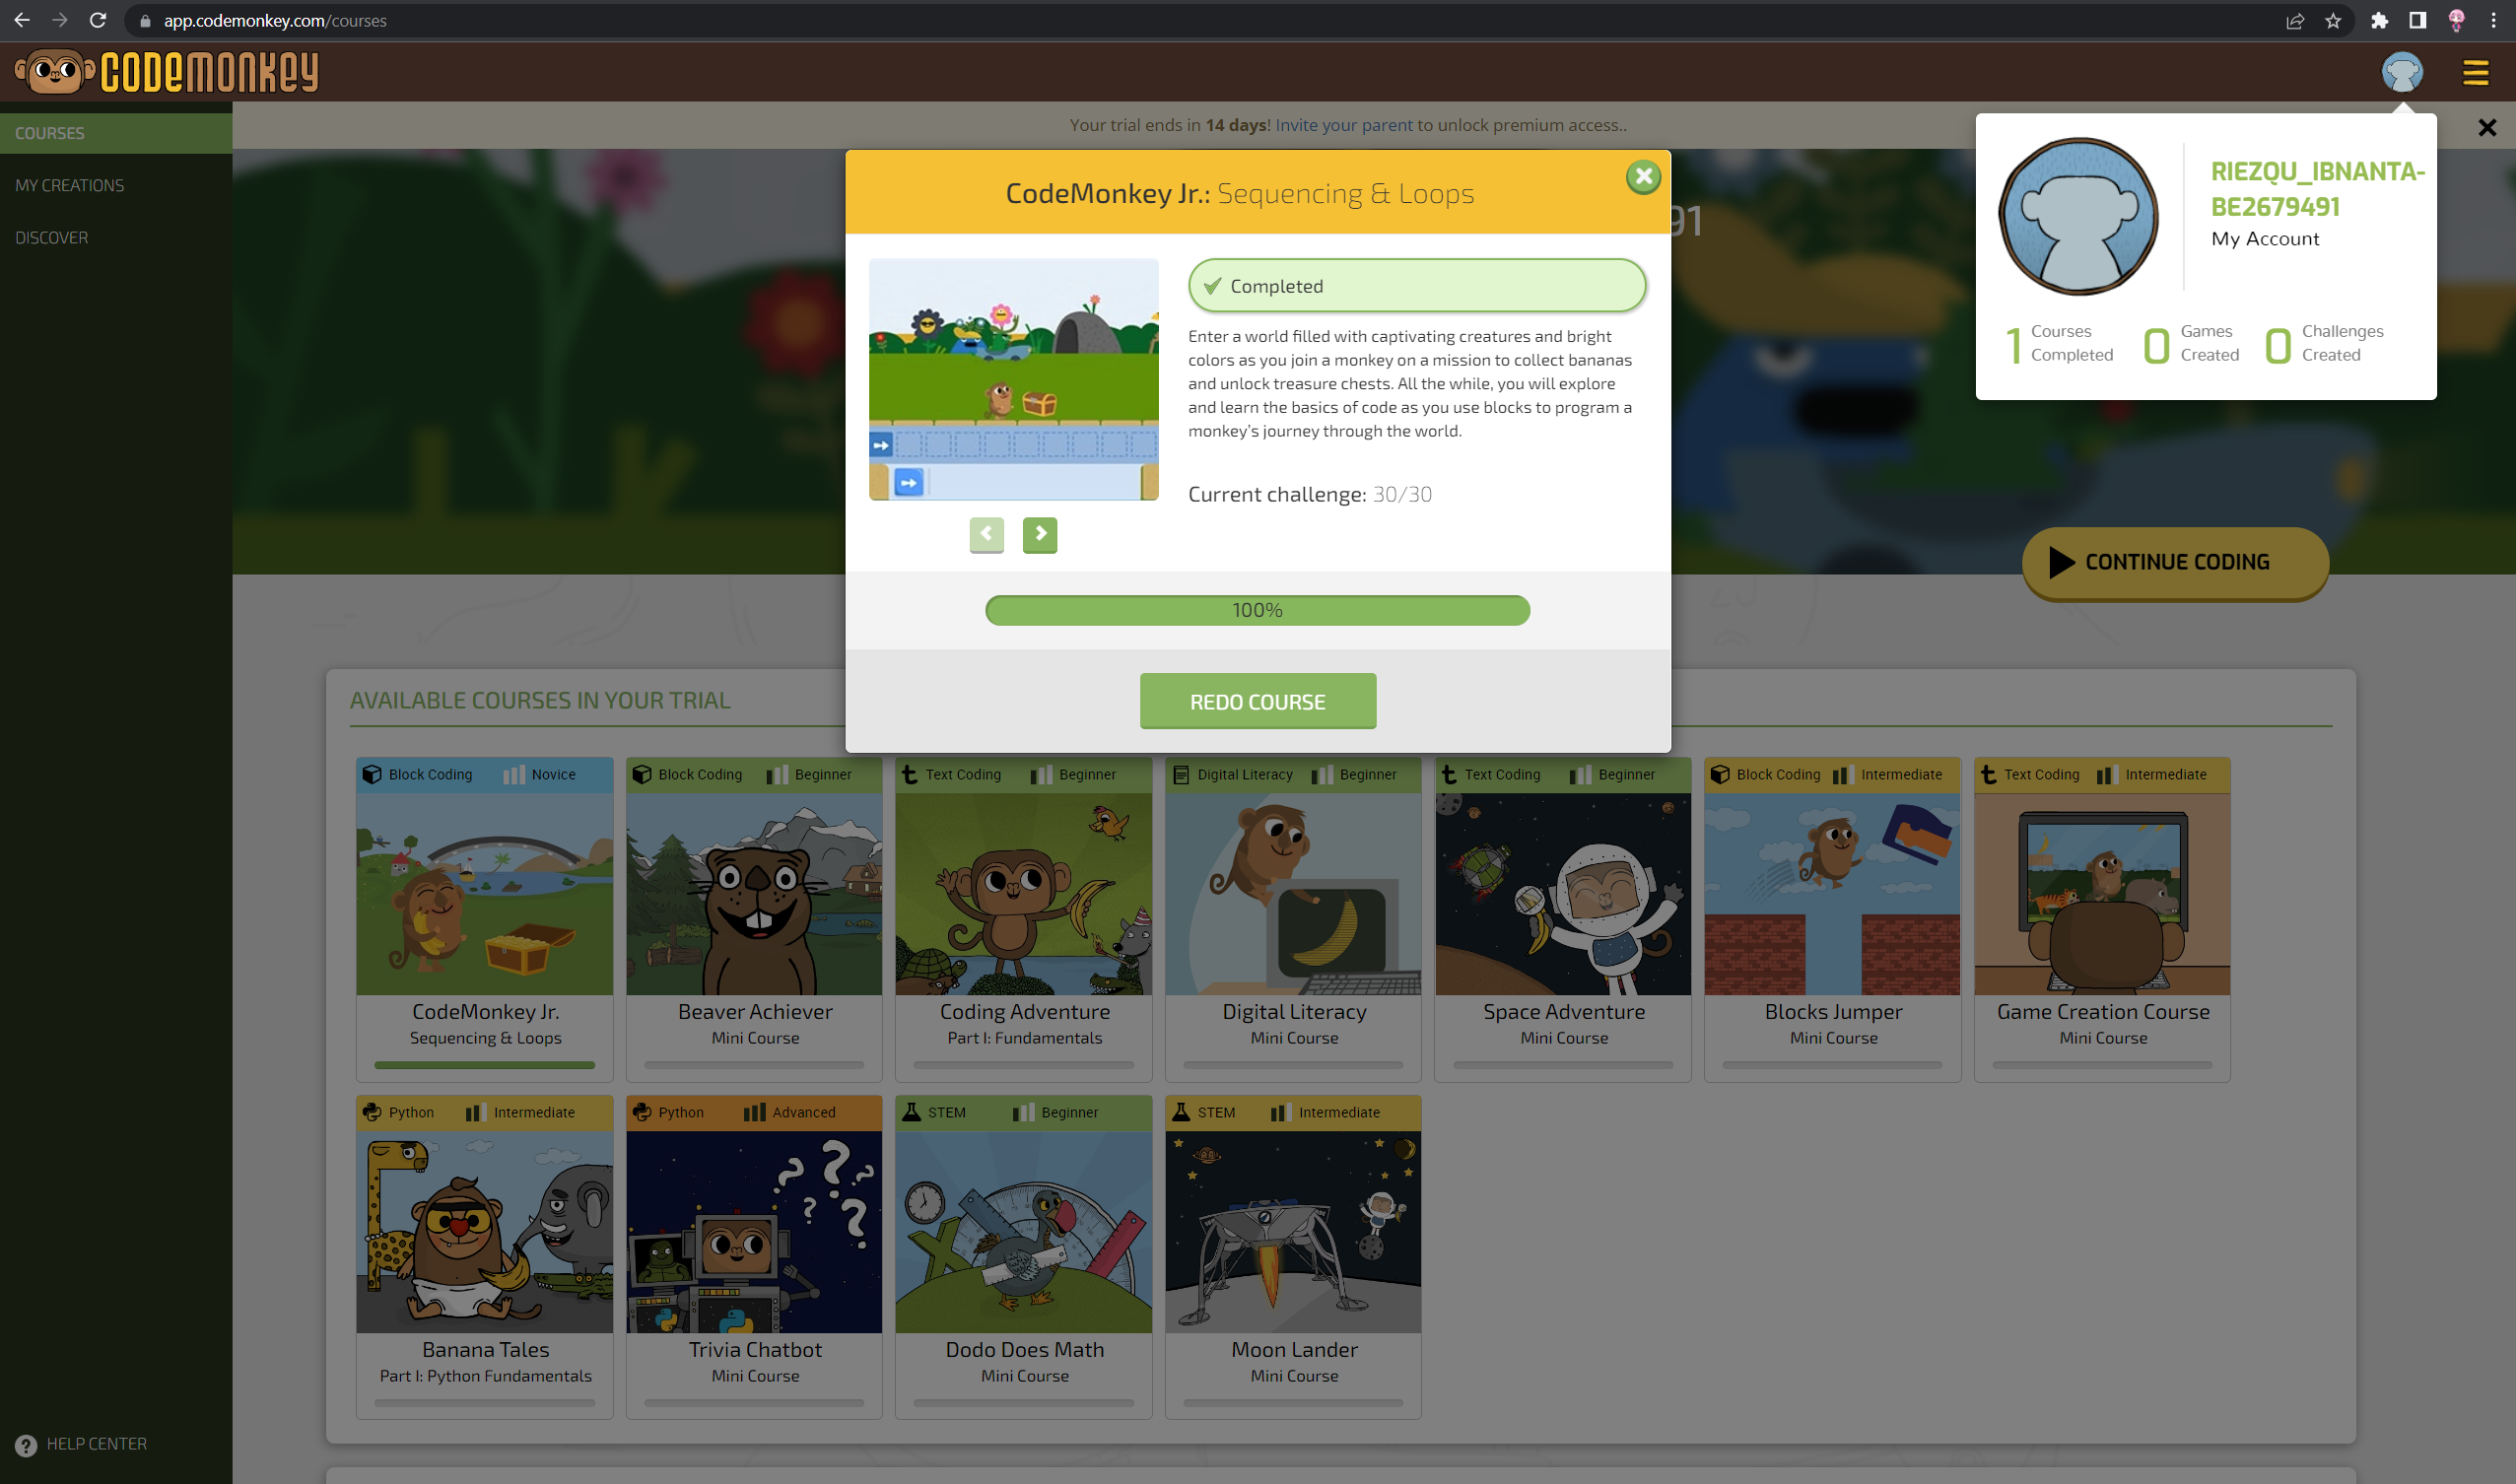 app.codemonkey.com/courses
CODEMONKEY
COURSES
MY CREATIONS
DISCOVER
Your trial ends in 14 days! Invite your parent to unlock premium access..
RIEZQU_IBNANTA-
BE2679491
My Account
1 Courses Completed
0 Games Created
0 Challenges Created
91
CodeMonkey Jr.: Sequencing & Loops
Completed
Enter a world filled with captivating creatures and bright
colors as you join a monkey on a mission to collect bananas
and unlock treasure chests. All the while, you will explore
and learn the basics of code as you use blocks to program a
monkey's journey through the world.
Current challenge: 30/30
CONTINUE CODING
100%
REDO COURSE
AVAILABLE COURSES IN YOUR TRIAL
Block Coding Novice
CodeMonkey Jr.
Sequencing & Loops
Block Coding Beginner
Beaver Achiever
Mini Course
Text Coding Beginner
Coding Adventure
Part I: Fundamentals
Digital Literacy Beginner
Digital Literacy
Mini Course
Text Coding Beginner
Space Adventure
Mini Course
Block Coding Intermediate
Blocks Jumper
Mini Course
Text Coding Intermediate
Game Creation Course
Mini Course
Python Intermediate
Banana Tales
Part I: Python Fundamentals
Python Advanced
? ? ? ? ?
Trivia Chatbot
Mini Course
STEM Beginner
X
Dodo Does Math
Mini Course
STEM Intermediate
Moon Lander
Mini Course
? HELP CENTER